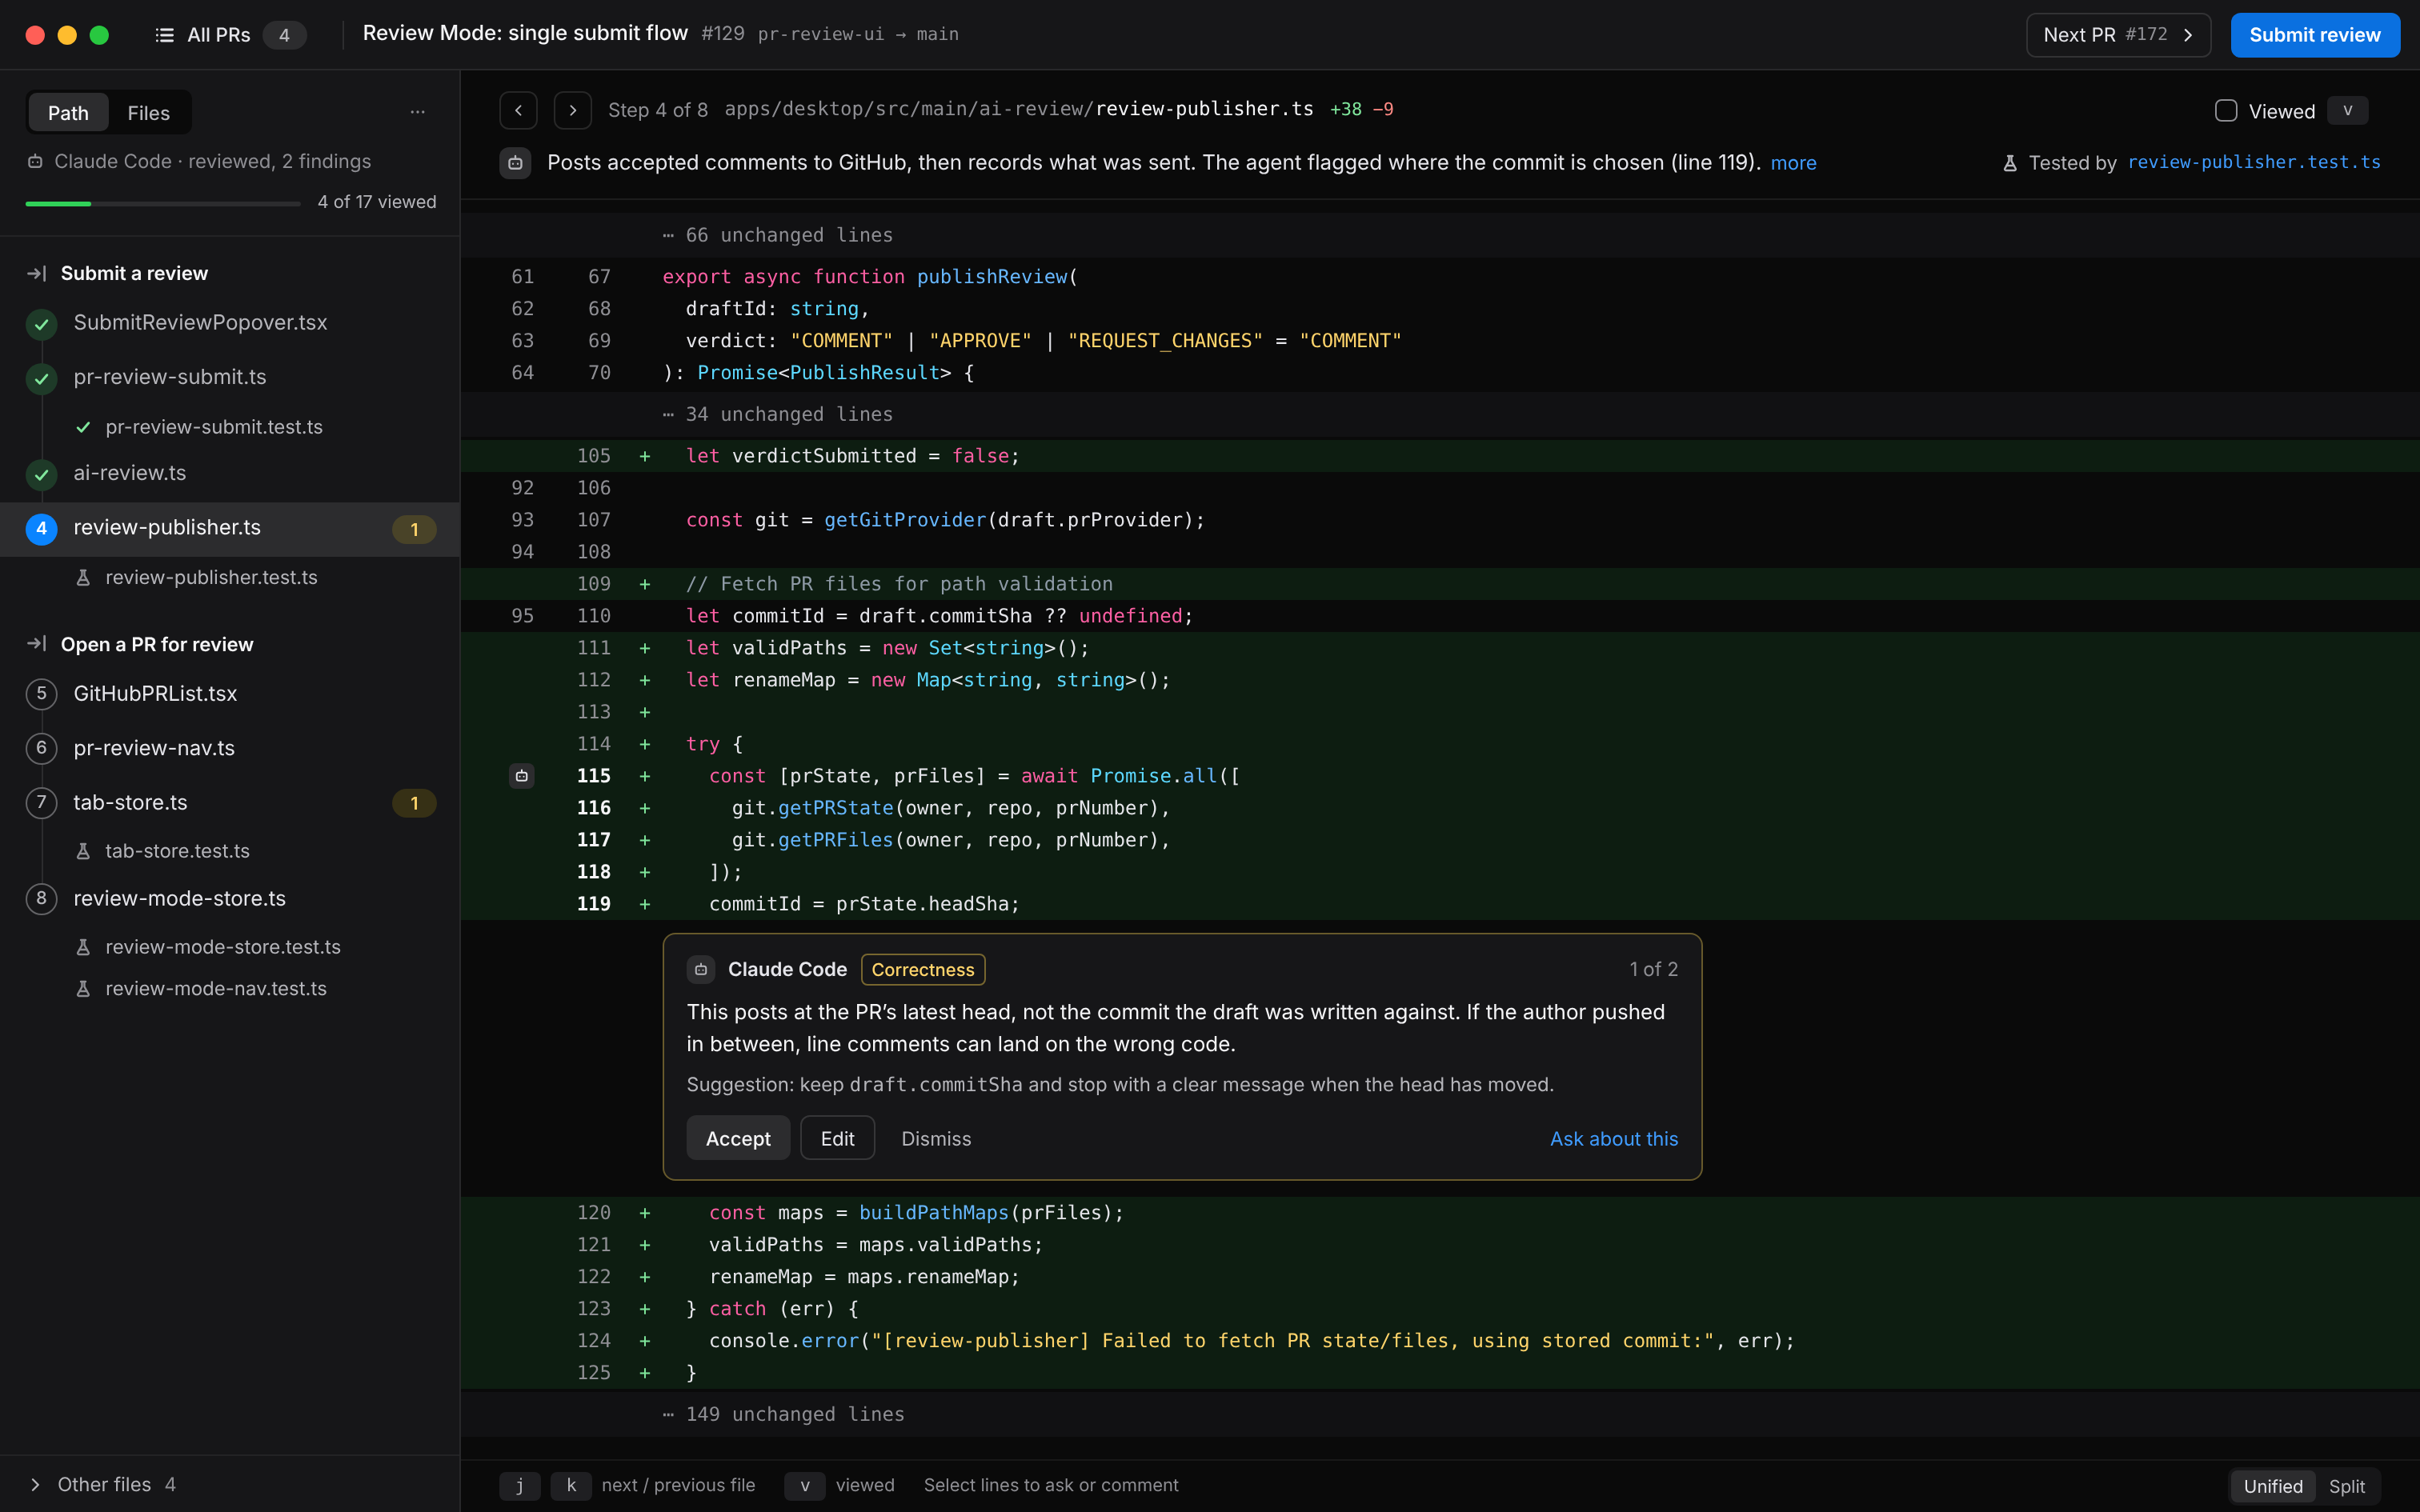 All PRs 4
Review Mode: single submit flow #129 pr-review-ui → main
Next PR #172
Submit review
Path Files
Claude Code · reviewed, 2 findings
4 of 17 viewed
Submit a review
SubmitReviewPopover.tsx
pr-review-submit.ts
pr-review-submit.test.ts
ai-review.ts
4 review-publisher.ts 1
review-publisher.test.ts
Open a PR for review
5 GitHubPRList.tsx
6 pr-review-nav.ts
7 tab-store.ts 1
tab-store.test.ts
8 review-mode-store.ts
review-mode-store.test.ts
review-mode-nav.test.ts
Other files 4
Step 4 of 8 apps/desktop/src/main/ai-review/review-publisher.ts +38 −9
Viewed v
Posts accepted comments to GitHub, then records what was sent. The agent flagged where the commit is chosen (line 119). more
Tested by review-publisher.test.ts
⋯ 66 unchanged lines
61 67 export async function publishReview(
62 68 draftId: string,
63 69 verdict: "COMMENT" | "APPROVE" | "REQUEST_CHANGES" = "COMMENT"
64 70 ): Promise<PublishResult> {
⋯ 34 unchanged lines
105 + let verdictSubmitted = false;
92 106
93 107 const git = getGitProvider(draft.prProvider);
94 108
109 + // Fetch PR files for path validation
95 110 let commitId = draft.commitSha ?? undefined;
111 + let validPaths = new Set<string>();
112 + let renameMap = new Map<string, string>();
113 +
114 + try {
115 + const [prState, prFiles] = await Promise.all([
116 + git.getPRState(owner, repo, prNumber),
117 + git.getPRFiles(owner, repo, prNumber),
118 + ]);
119 + commitId = prState.headSha;
Claude Code Correctness 1 of 2
This posts at the PR’s latest head, not the commit the draft was written against. If the author pushed
in between, line comments can land on the wrong code.
Suggestion: keep draft.commitSha and stop with a clear message when the head has moved.
Accept Edit Dismiss Ask about this
120 + const maps = buildPathMaps(prFiles);
121 + validPaths = maps.validPaths;
122 + renameMap = maps.renameMap;
123 + } catch (err) {
124 + console.error("[review-publisher] Failed to fetch PR state/files, using stored commit:", err);
125 + }
⋯ 149 unchanged lines
j k next / previous file v viewed Select lines to ask or comment
Unified Split